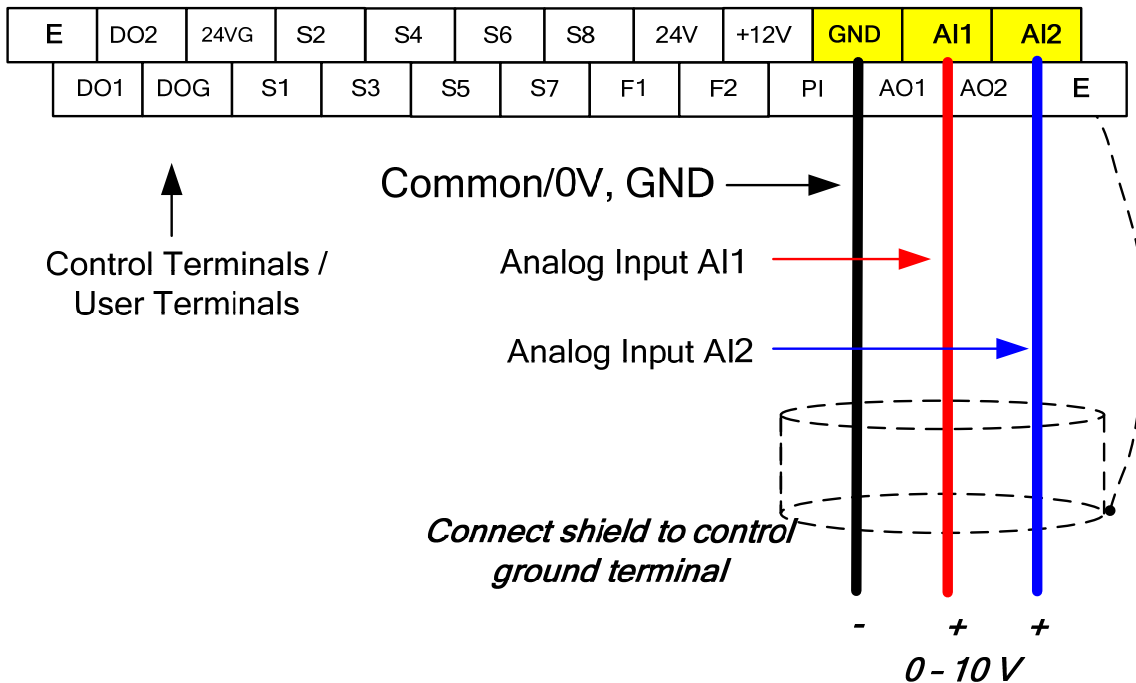 E DO2 24VG S2 S4 S6 S8 24V +12V GND AI1 AI2
DO1 DOG S1 S3 S5 S7 F1 F2 PI AO1 AO2 E
Common/0V, GND
Control Terminals /
User Terminals
Analog Input AI1
Analog Input AI2
Connect shield to control
ground terminal
- + +
0 – 10 V